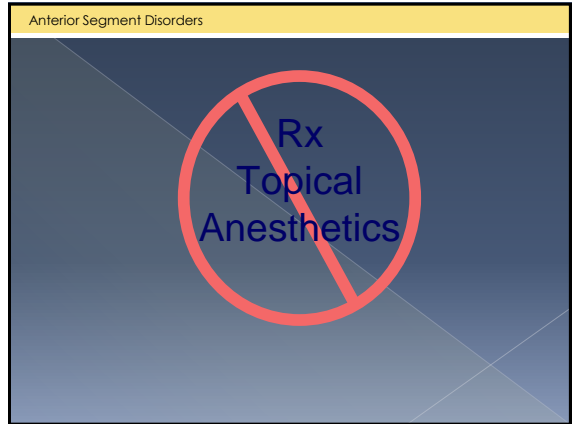 Anterior Segment Disorders
Rx
Topical
Anesthetics